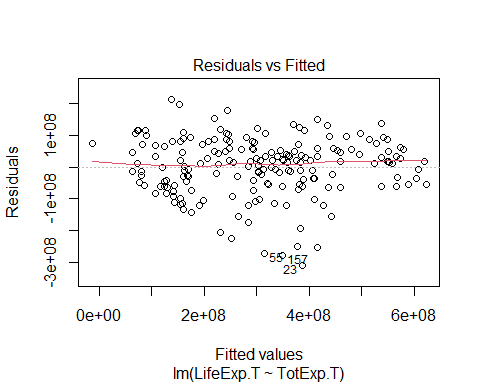 Residuals vs Fitted
Residuals
1e+08
-1e+08
-3e+08
55
157
23
0e+00 2e+08 4e+08 6e+08
Fitted values
lm(LifeExp.T ~ TotExp.T)